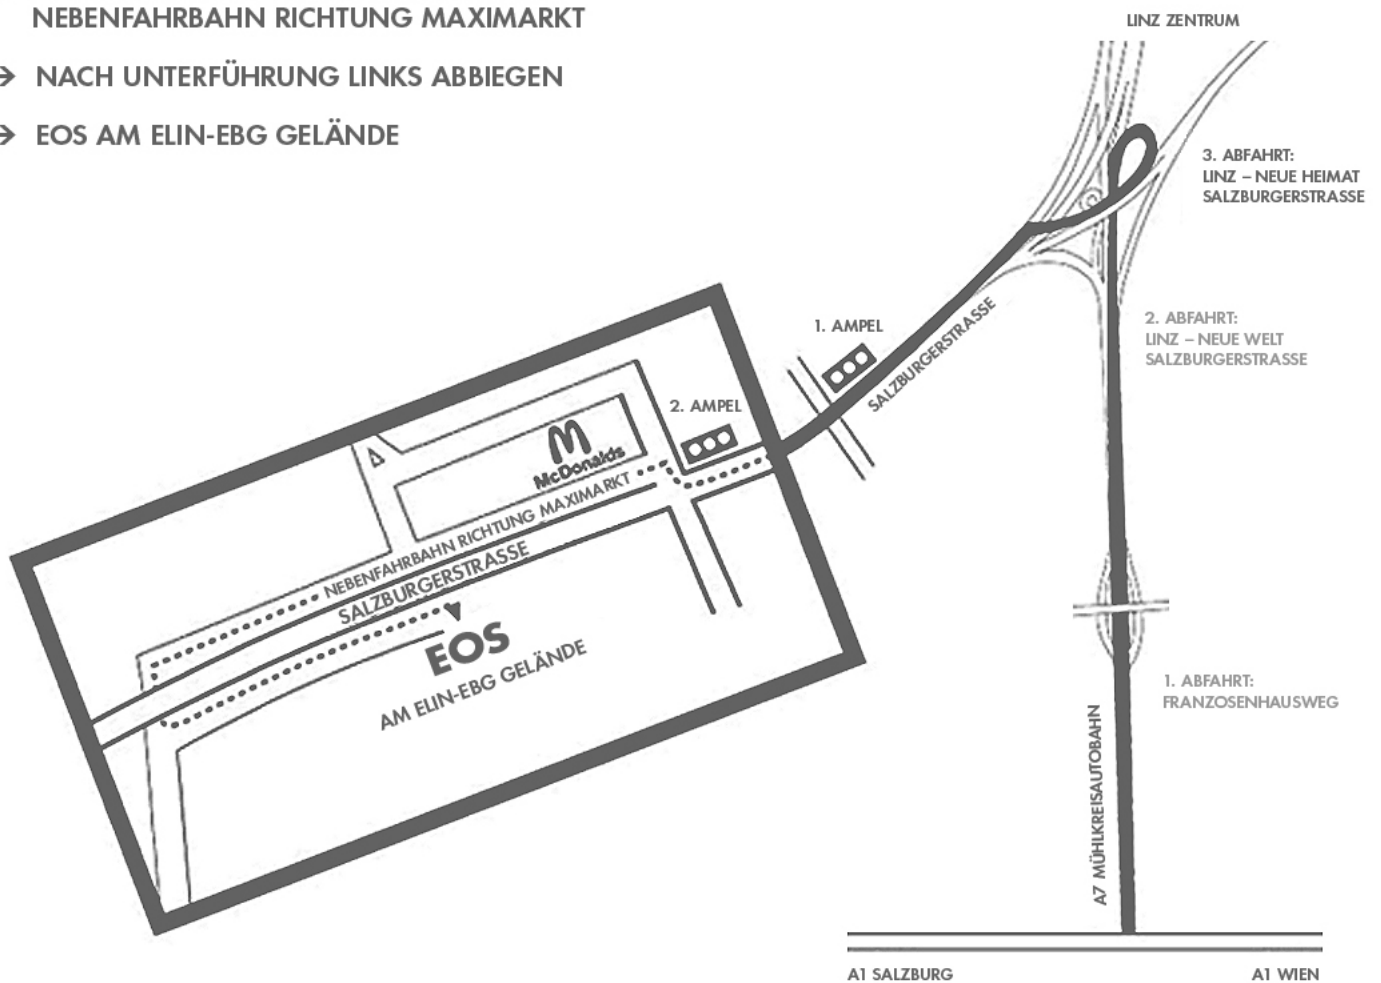 NEBENFAHRBAHN RICHTUNG MAXIMARKT
→ NACH UNTERFÜHRUNG LINKS ABBIEGEN
→ EOS AM ELIN-EBG GELÄNDE
LINZ ZENTRUM
3. ABFAHRT:
LINZ – NEUE HEIMAT
SALZBURGERSTRASSE
2. ABFAHRT:
LINZ – NEUE WELT
SALZBURGERSTRASSE
1. AMPEL
SALZBURGERSTRASSE
2. AMPEL
McDonalds
NEBENFAHRBAHN RICHTUNG MAXIMARKT
SALZBURGERSTRASSE
EOS
AM ELIN-EBG GELÄNDE
1. ABFAHRT:
FRANZOSENHAUSWEG
A7 MÜHLKREISAUTOBAHN
A1 SALZBURG
A1 WIEN